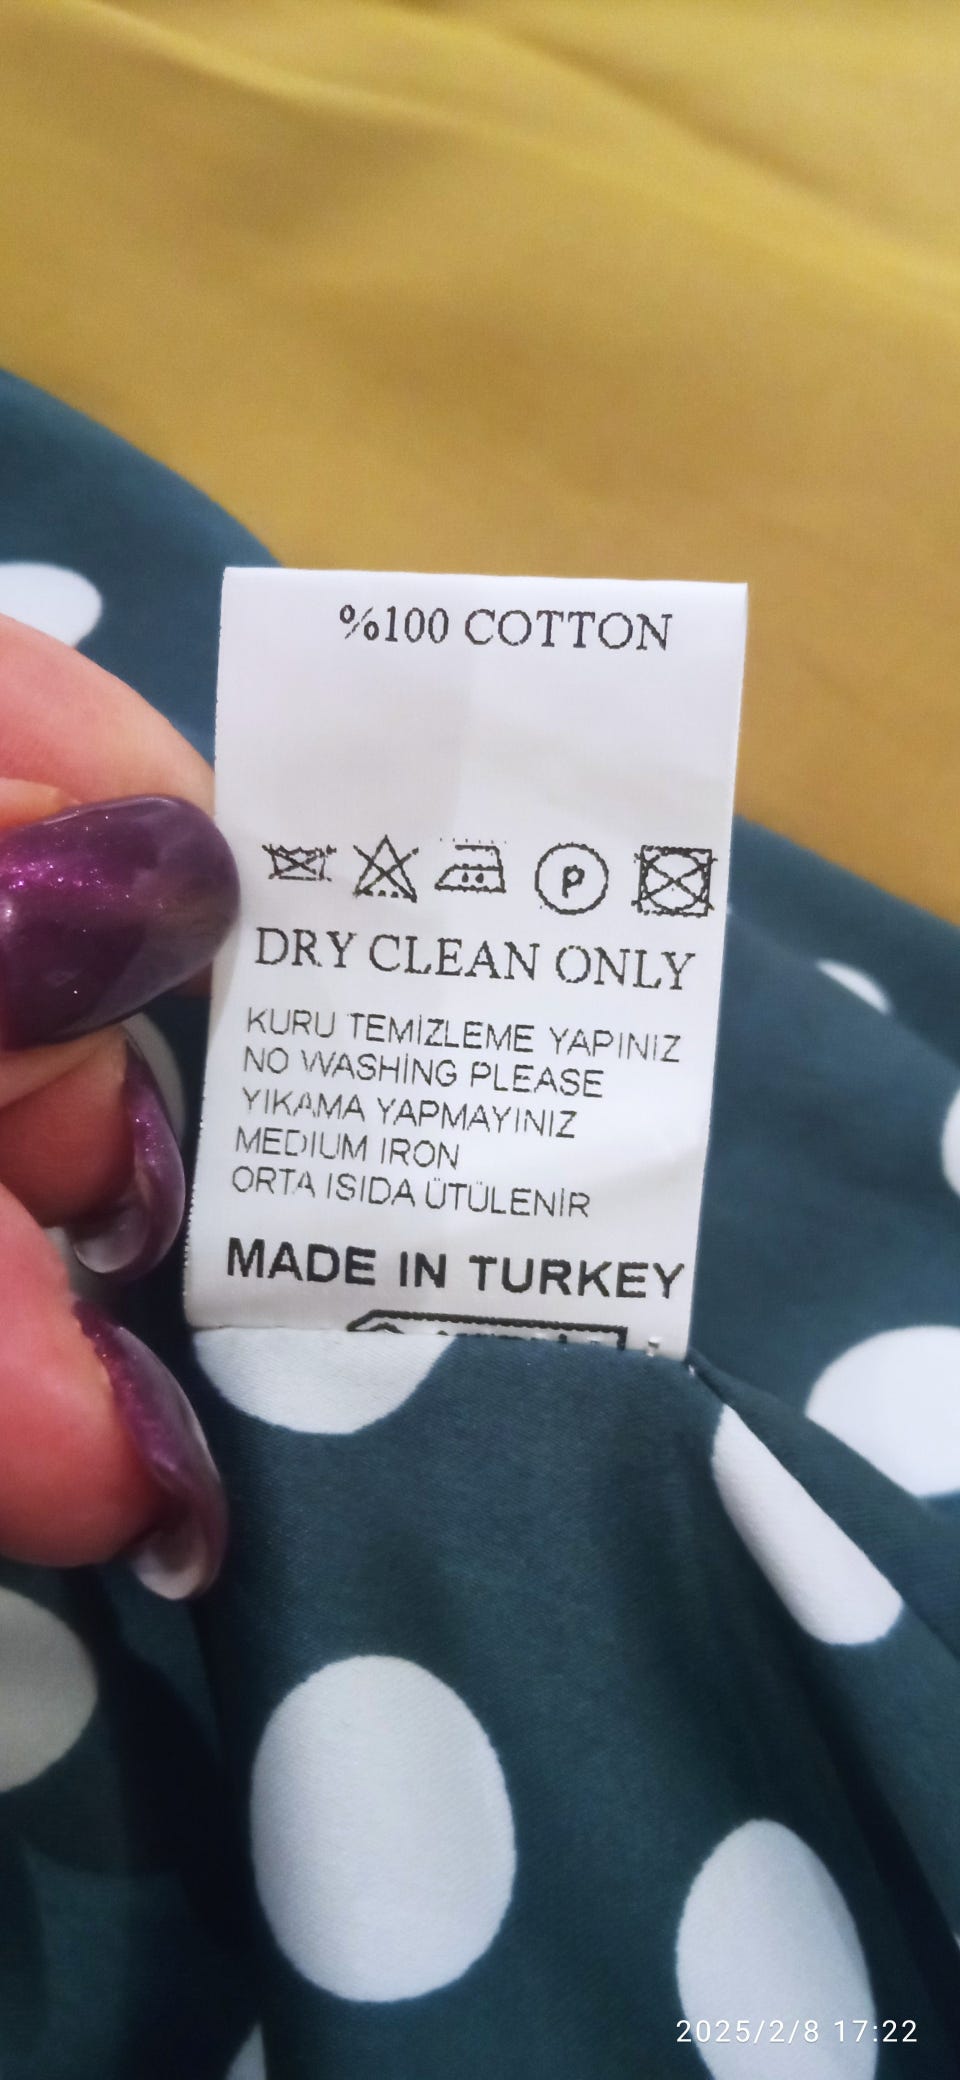 %100 COTTON
P
DRY CLEAN ONLY
KURU TEMİZLEME YAPINIZ
NO WASHİNG PLEASE
YIKAMA YAPMAYINIZ
MEDIUM IRON
ORTA ISIDA ÜTÜLENİR
MADE IN TURKEY
2025/2/8 17:22